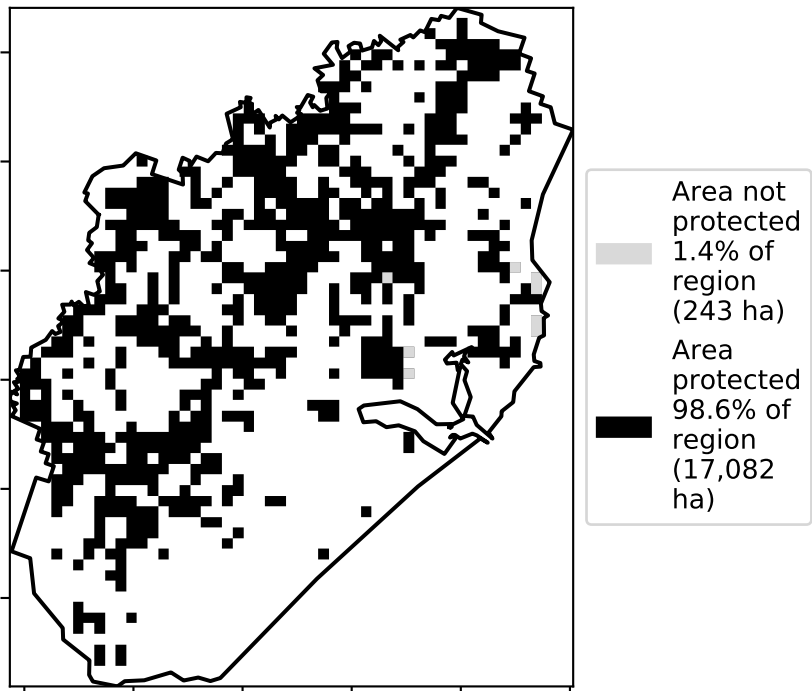 Area not
protected
1.4% of
region
(243 ha)
Area
protected
98.6% of
region
(17,082
ha)